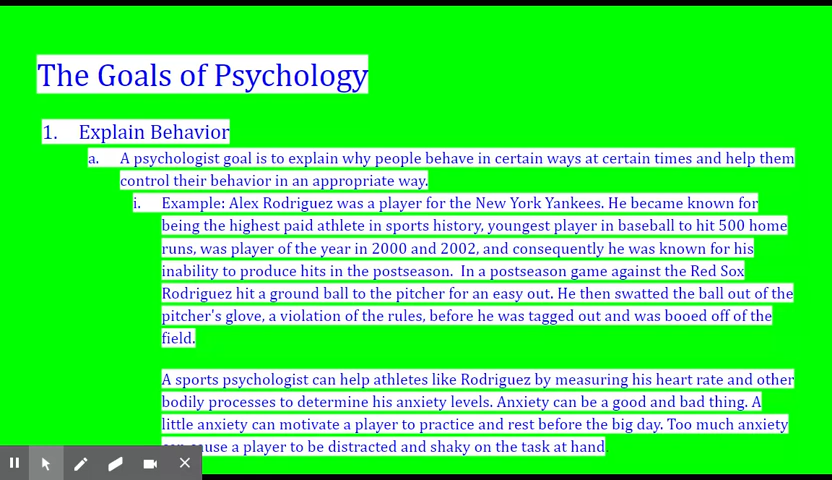 The Goals of Psychology
1. Explain Behavior
a. A psychologist goal is to explain why people behave in certain ways at certain times and help them
control their behavior in an appropriate way.
i. Example: Alex Rodriguez was a player for the New York Yankees. He became known for
being the highest paid athlete in sports history, youngest player in baseball to hit 500 home
runs, was player of the year in 2000 and 2002, and consequently he was known for his
inability to produce hits in the postseason. In a postseason game against the Red Sox
Rodriguez hit a ground ball to the pitcher for an easy out. He then swatted the ball out of the
pitcher's glove, a violation of the rules, before he was tagged out and was booed off of the
field.
A sports psychologist can help athletes like Rodriguez by measuring his heart rate and other
bodily processes to determine his anxiety levels. Anxiety can be a good and bad thing. A
little anxiety can motivate a player to practice and rest before the big day. Too much anxiety
cause a player to be distracted and shaky on the task at hand.